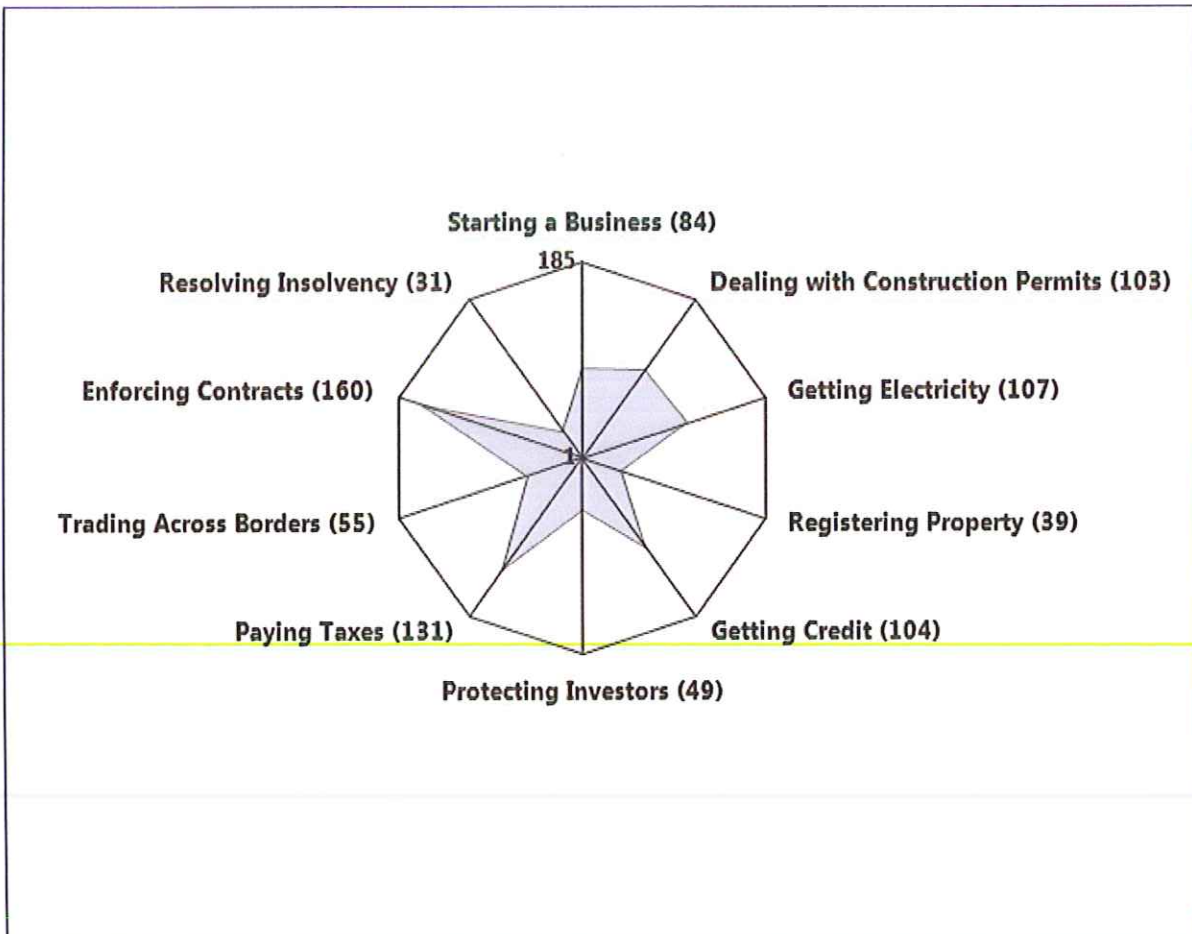 Starting a Business (84)
185
Resolving Insolvency (31)
Dealing with Construction Permits (103)
Enforcing Contracts (160)
Getting Electricity (107)
1
Trading Across Borders (55)
Registering Property (39)
Paying Taxes (131)
Getting Credit (104)
Protecting Investors (49)